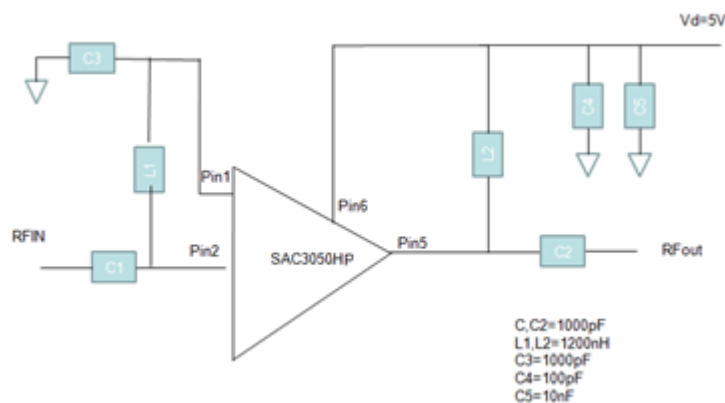 Vd=5V
C3
C4
C5
L1
L2
Pin1
Pin6
RFIN
Pin2
Pin5
SAC3050HP
C1
C2
RFout
C,C2=1000pF
L1,L2=1200nH
C3=1000pF
C4=100pF
C5=10nF